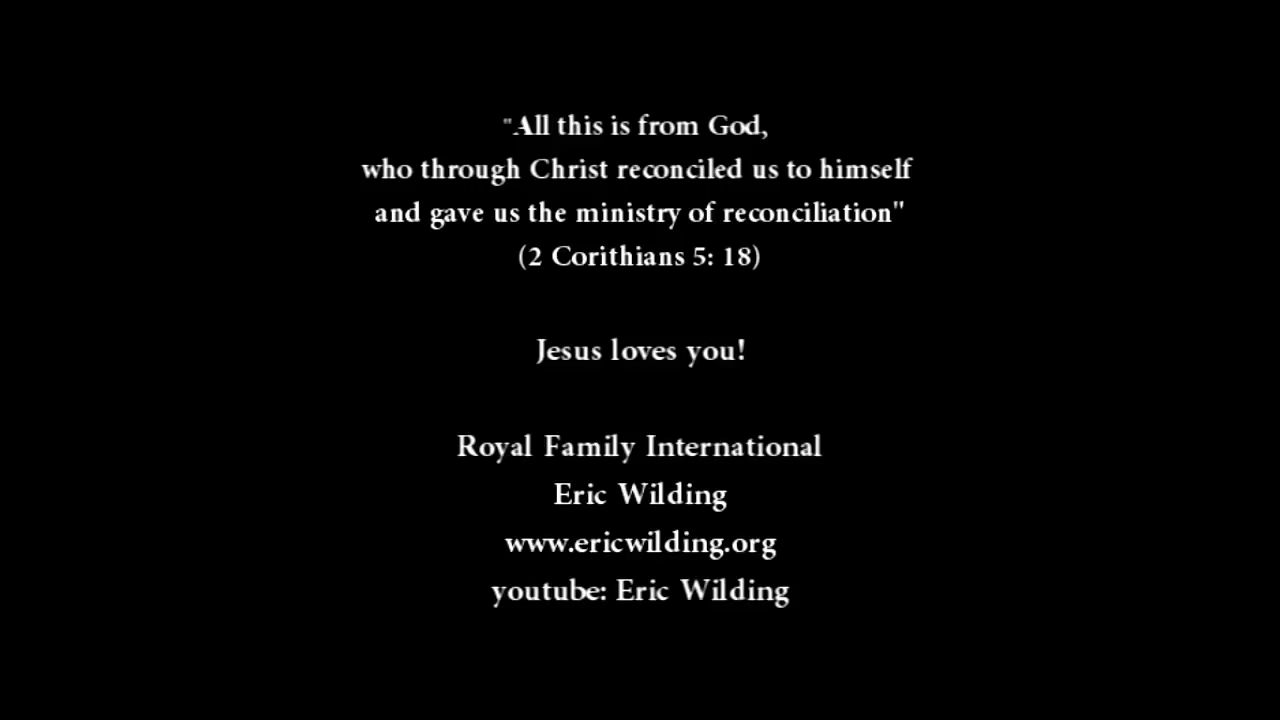 "All this is from God,
who through Christ reconciled us to himself
and gave us the ministry of reconciliation"
(2 Corithians 5: 18)
Jesus loves you!
Royal Family International
Eric Wilding
www.ericwilding.org
youtube: Eric Wilding